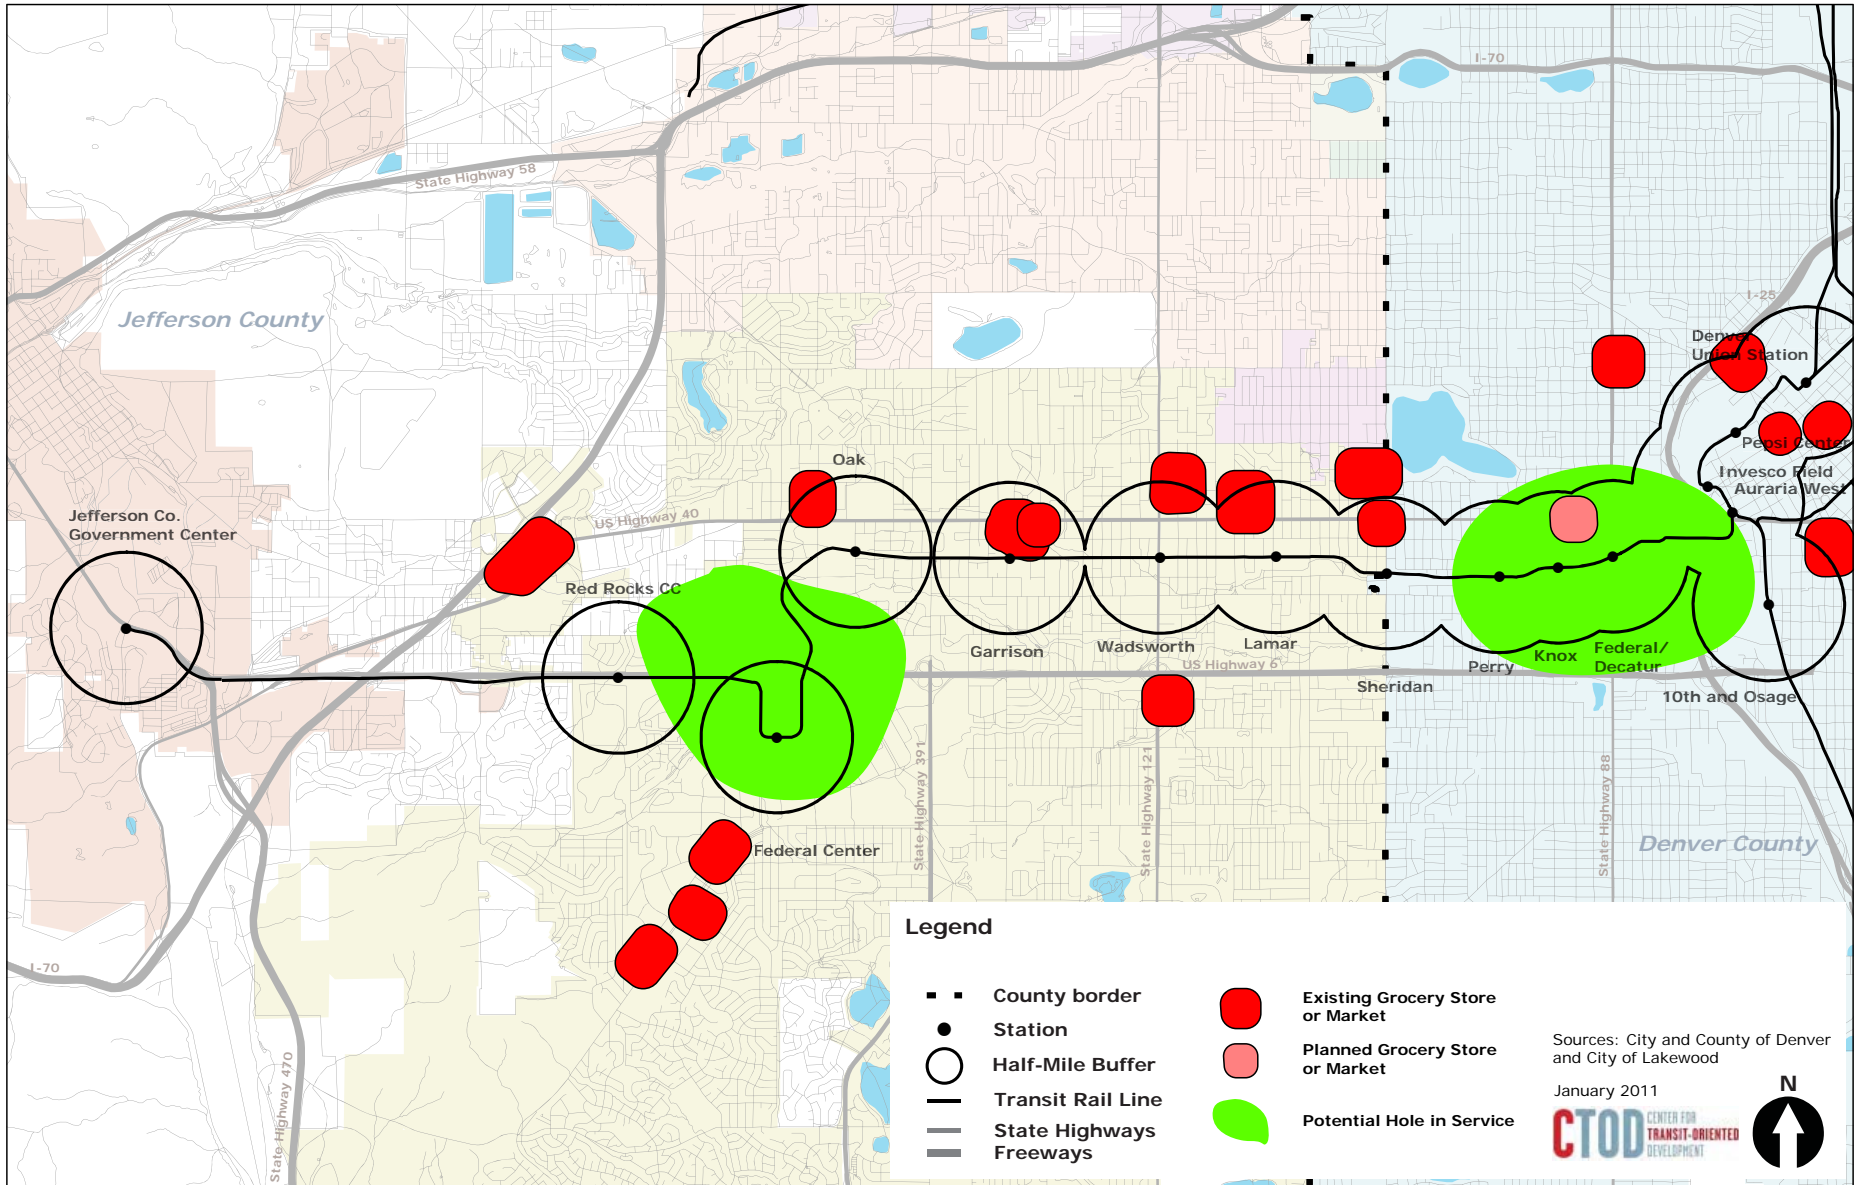 I-70
State Highway 58
Jefferson County
I-25
Denver
Union Station
Pepsi Center
Oak
Invesco Field
Auraria West
US Highway 40
Jefferson Co.
Government Center
Red Rocks CC
Garrison
Wadsworth
Lamar
Perry
Knox
Federal/
Decatur
US Highway 6
Sheridan
10th and Osage
State Highway 391
State Highway 121
State Highway 88
Denver County
Federal Center
I-70
State Highway 470
Legend
County border
Station
Half-Mile Buffer
Transit Rail Line
State Highways
Freeways
Existing Grocery Store
or Market
Planned Grocery Store
or Market
Potential Hole in Service
Sources: City and County of Denver
and City of Lakewood
January 2011
N
CTOD
CENTER FOR
TRANSIT-ORIENTED
DEVELOPMENT